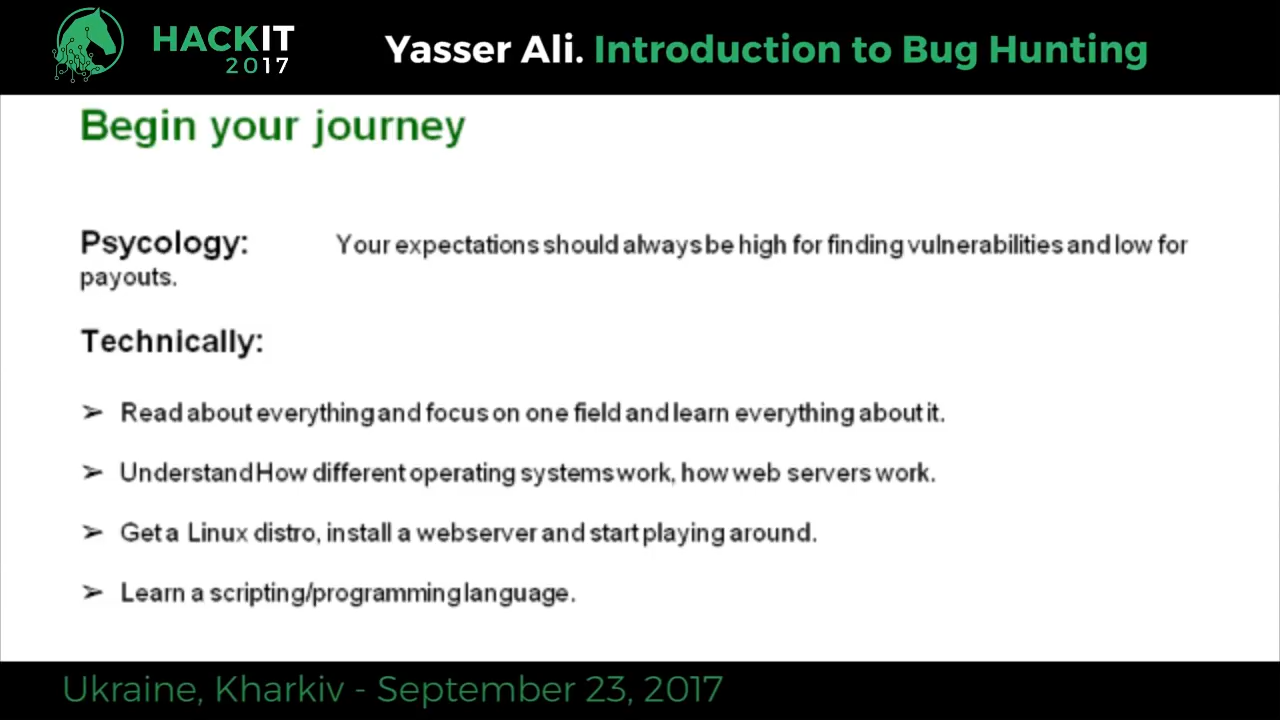 HACKIT
2017
Yasser Ali. Introduction to Bug Hunting
Begin your journey
Psycology: Your expectations should always be high for finding vulnerabilities and low for
payouts.
Technically:
➢ Read about everything and focus on one field and learn everything about it.
➢ Understand How different operating systems work, how web servers work.
➢ Get a Linux distro, install a webserver and start playing around.
➢ Learn a scripting/programming language.
Ukraine, Kharkiv - September 23, 2017